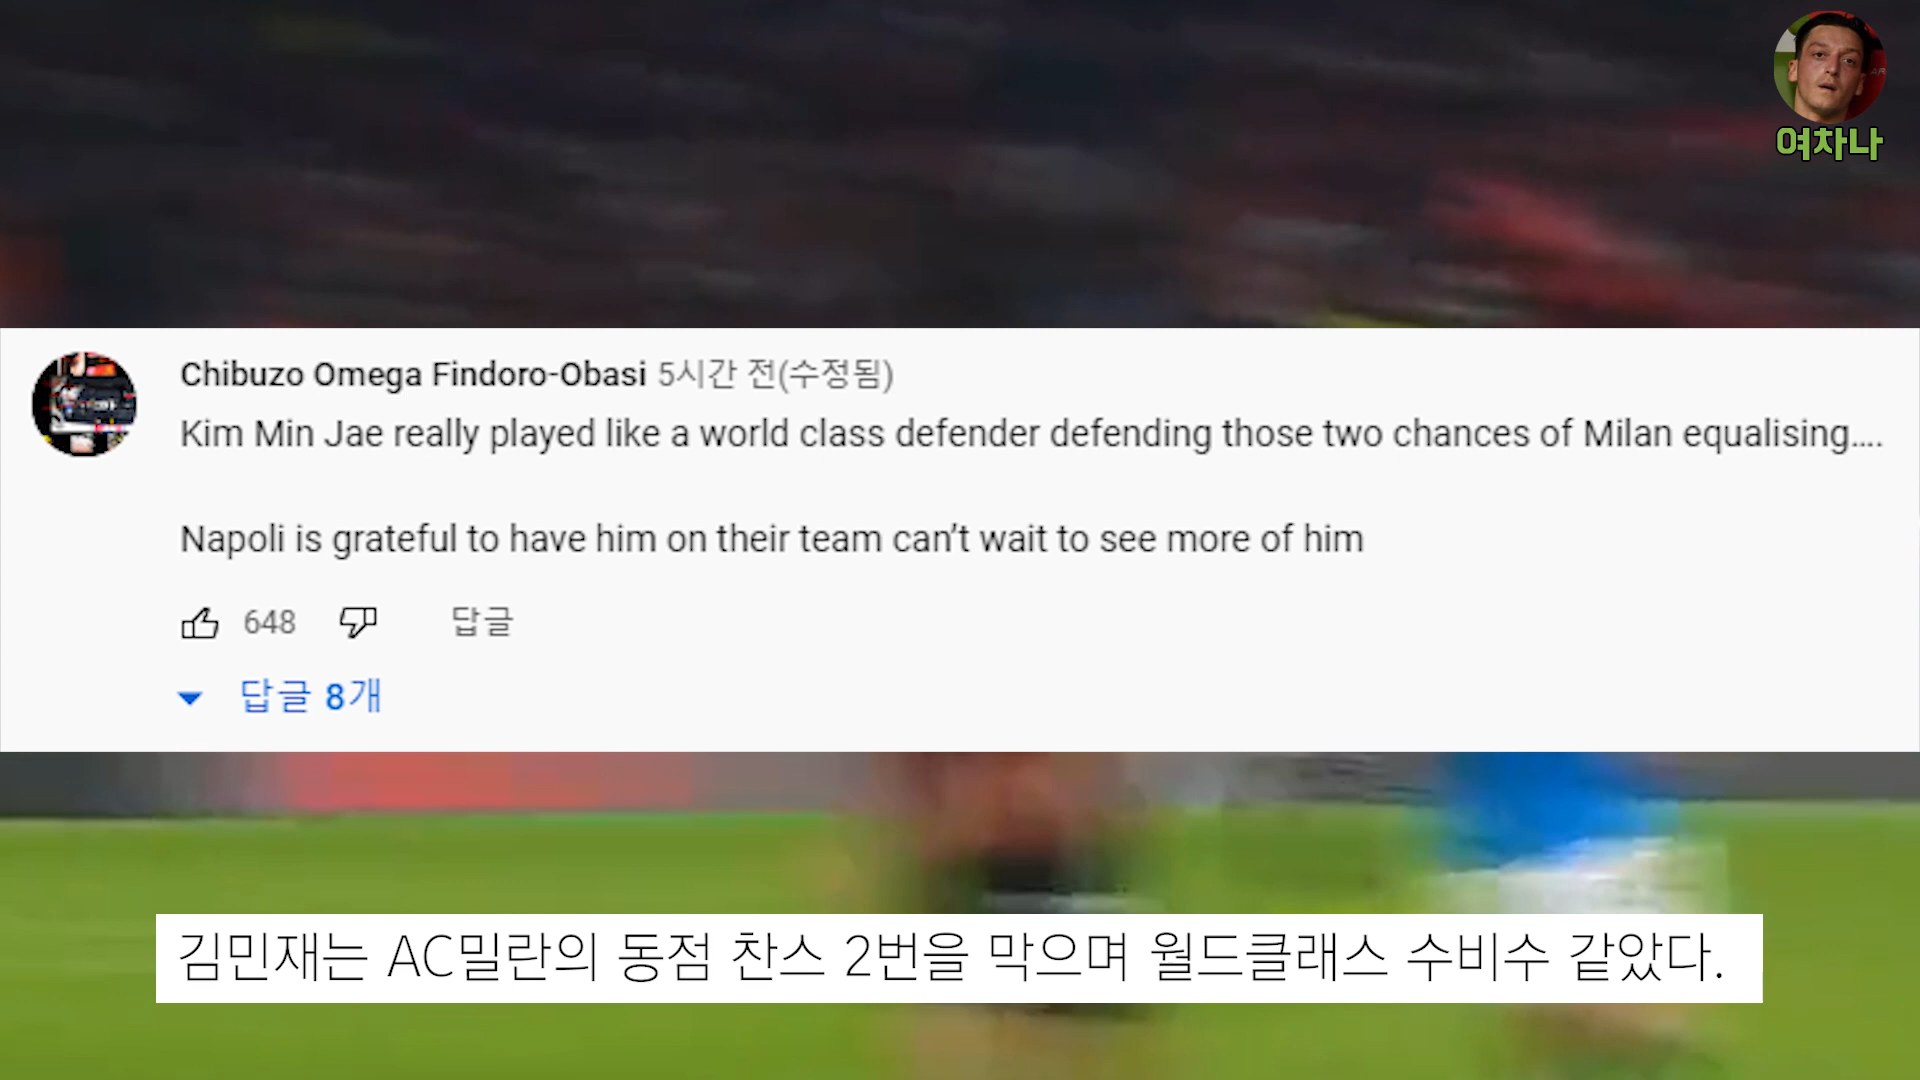 여차나
Chibuzo Omega Findoro-Obasi 5시간 전(수정됨)
Kim Min Jae really played like a world class defender defending those two chances of Milan equalising....
Napoli is grateful to have him on their team can’t wait to see more of him
648 답글
답글 8개
김민재는 AC밀란의 동점 찬스 2번을 막으며 월드클래스 수비수 같았다.